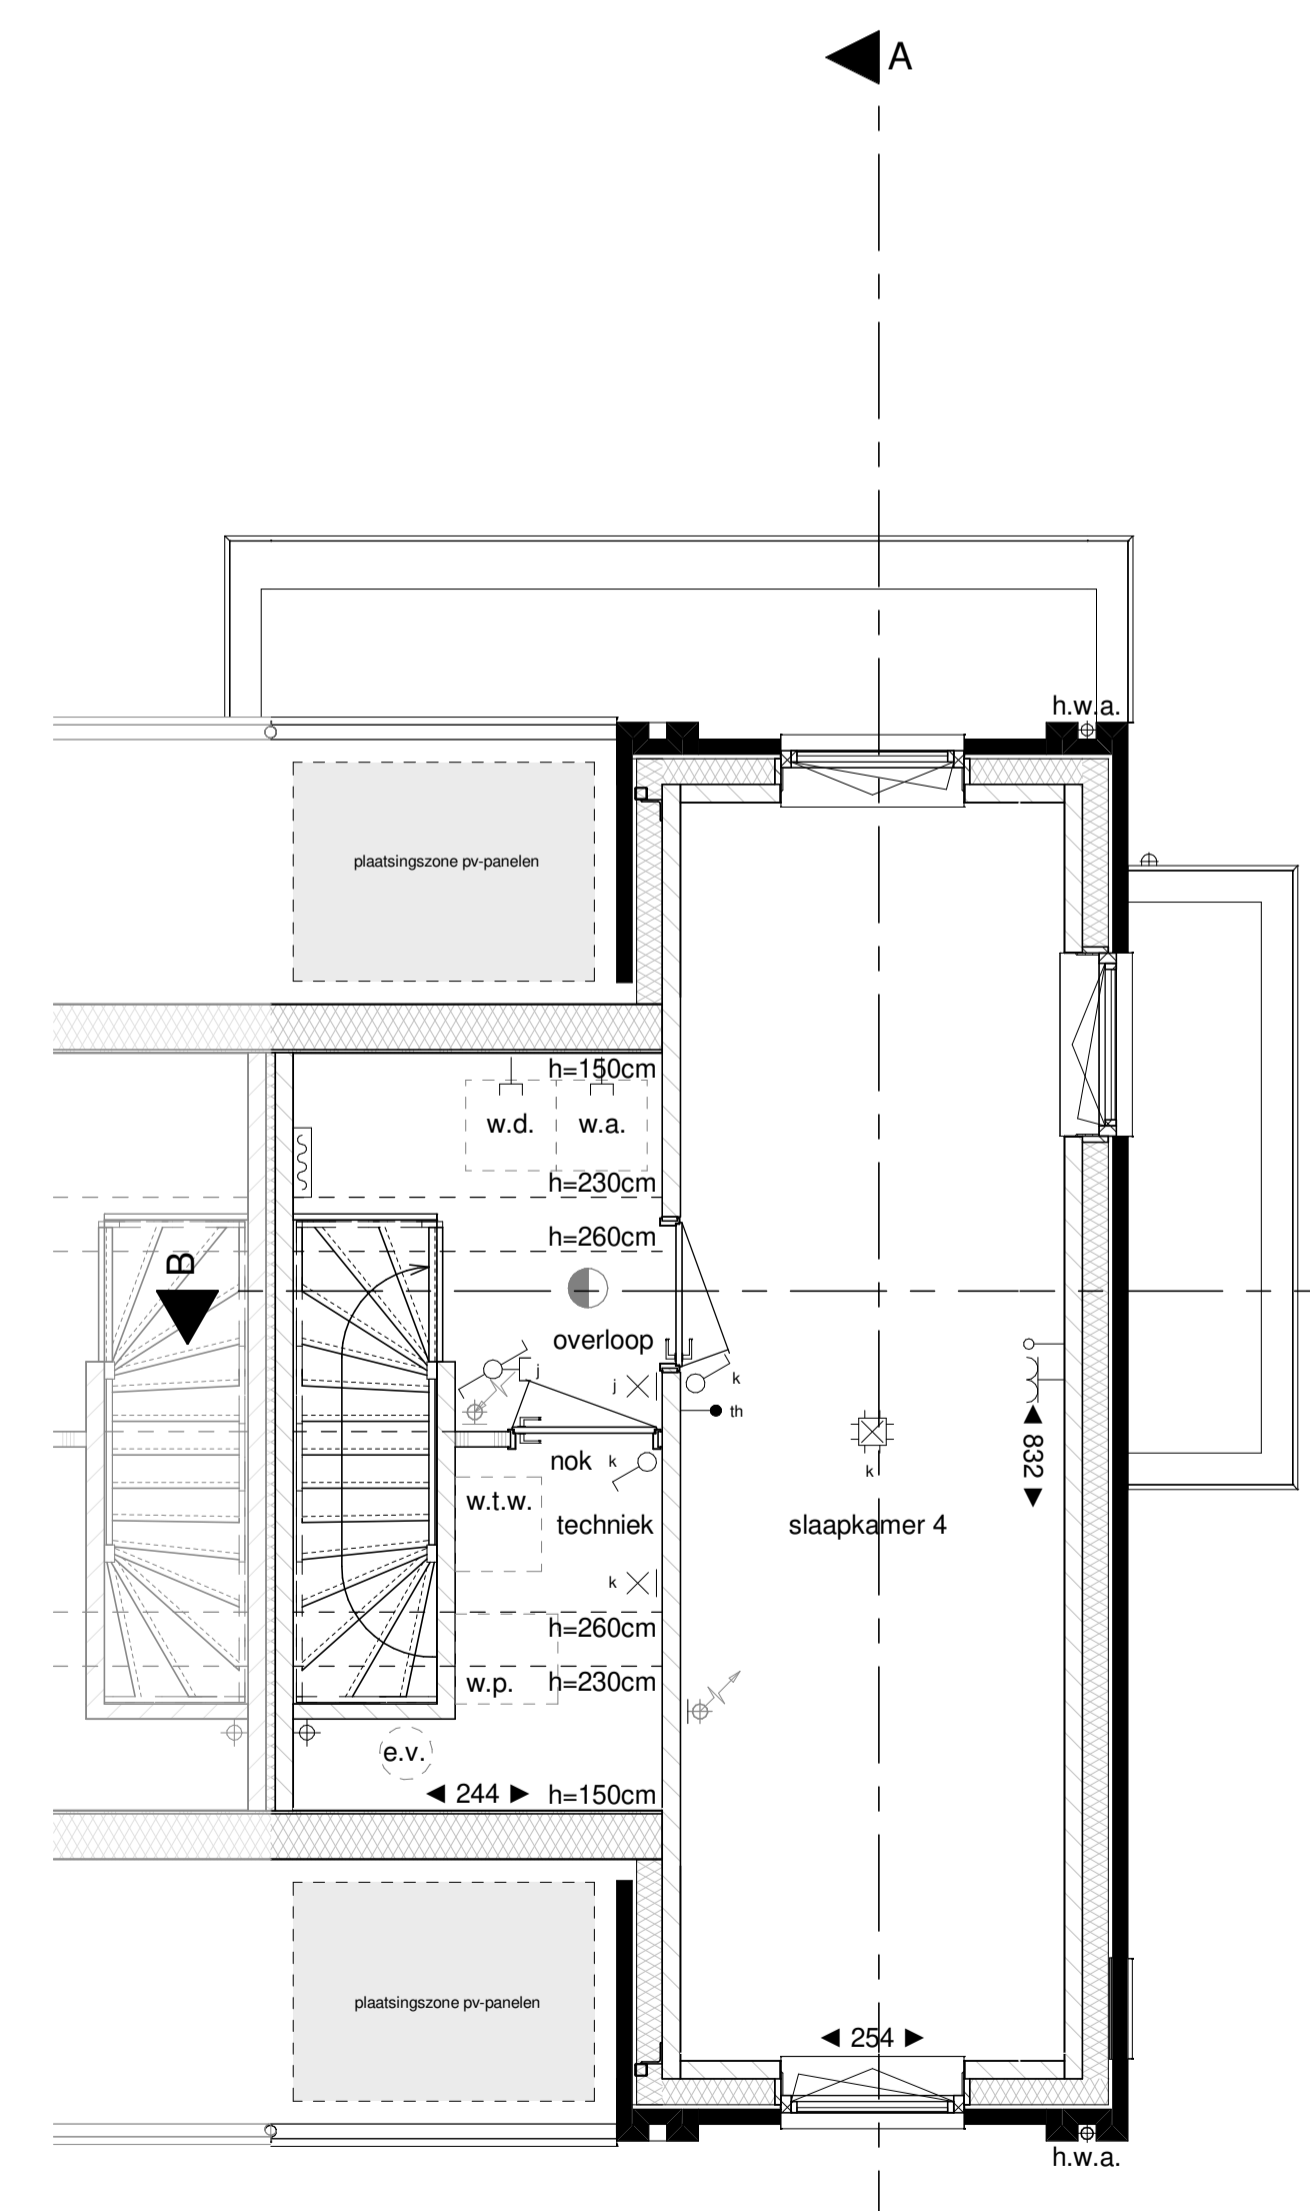 A
h.w.a.
plaatsingszone pv-panelen
h=150cm
w.d.
w.a.
h=230cm
h=260cm
B
overloop
j
j
k
th
nok
k
k
832
w.t.w.
techniek
slaapkamer 4
k
h=260cm
w.p.
h=230cm
e.v.
244
h=150cm
plaatsingszone pv-panelen
254
h.w.a.